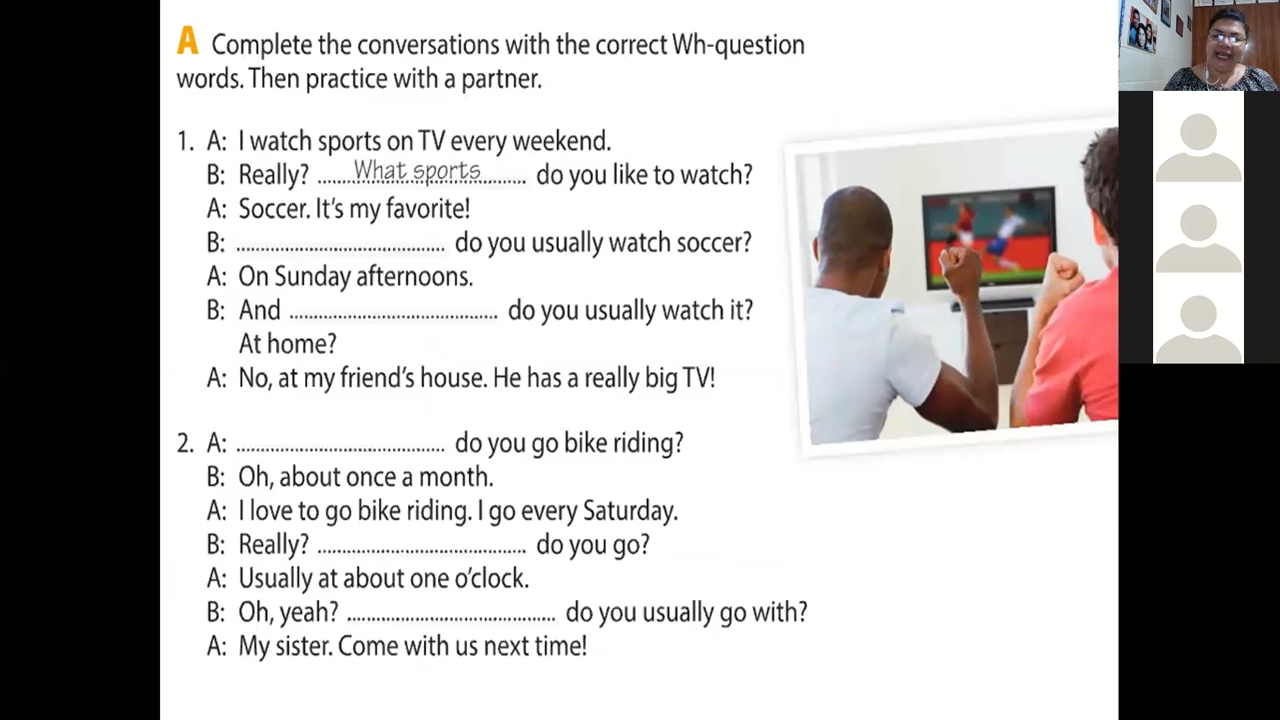 A Complete the conversations with the correct Wh-question
words. Then practice with a partner.
1. A: I watch sports on TV every weekend.
B: Really? ........What sports........ do you like to watch?
A: Soccer. It's my favorite!
B: .......................................... do you usually watch soccer?
A: On Sunday afternoons.
B: And .......................................... do you usually watch it?
At home?
A: No, at my friend's house. He has a really big TV!
2. A: .......................................... do you go bike riding?
B: Oh, about once a month.
A: I love to go bike riding. I go every Saturday.
B: Really? .......................................... do you go?
A: Usually at about one o'clock.
B: Oh, yeah? .......................................... do you usually go with?
A: My sister. Come with us next time!